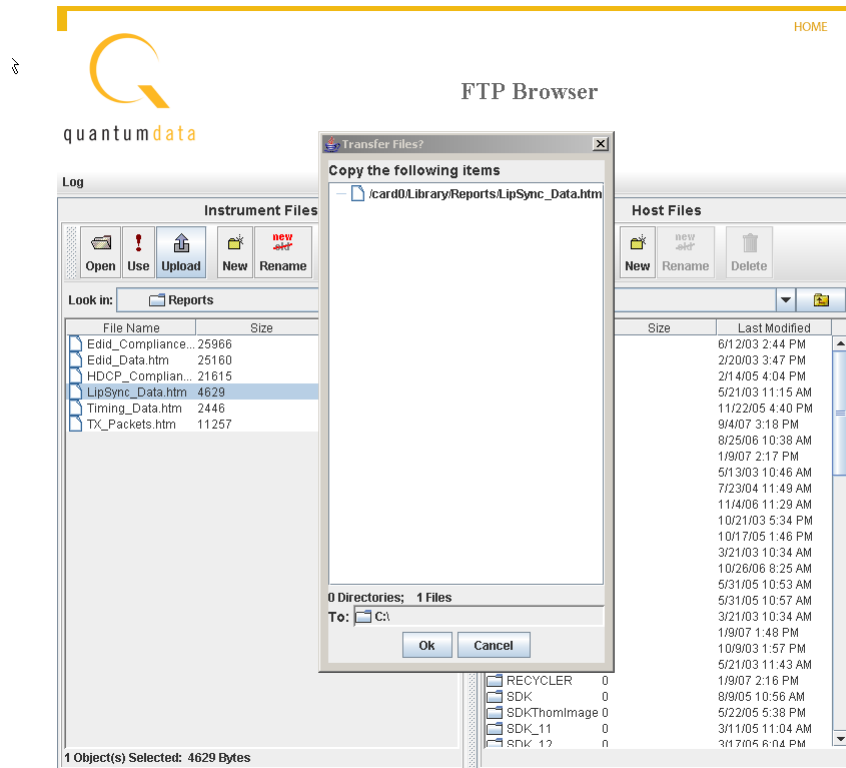 HOME
FTP Browser
quantumdata
Transfer Files?
Copy the following items
/card0/Library/Reports/LipSync_Data.htm
0 Directories; 1 Files
To: C:\
Ok Cancel
Log
Instrument Files
Open Use Upload New Rename
new
old
Look in: Reports
File Name Size
Edid_Compliance... 25966
Edid_Data.htm 25160
HDCP_Complian... 21615
LipSync_Data.htm 4629
Timing_Data.htm 2446
TX_Packets.htm 11257
1 Object(s) Selected: 4629 Bytes
Host Files
new
old
New Rename Delete
Size Last Modified
6/12/03 2:44 PM
2/20/03 3:47 PM
2/14/05 4:04 PM
5/21/03 11:15 AM
11/22/05 4:40 PM
9/4/07 3:18 PM
8/25/06 10:38 AM
1/9/07 2:17 PM
5/13/03 10:46 AM
7/23/04 11:49 AM
11/4/06 11:29 AM
10/21/03 5:34 PM
10/17/05 1:46 PM
3/21/03 10:34 AM
10/26/06 8:25 AM
5/31/05 10:53 AM
5/31/05 10:57 AM
3/21/03 10:34 AM
1/9/07 1:48 PM
10/9/03 1:57 PM
5/21/03 11:43 AM
RECYCLER 0 1/9/07 2:16 PM
SDK 0 8/9/05 10:56 AM
SDKThomImage 0 5/22/05 5:38 PM
SDK_11 0 3/11/05 11:04 AM
SDK_12 0 3/17/05 6:04 PM